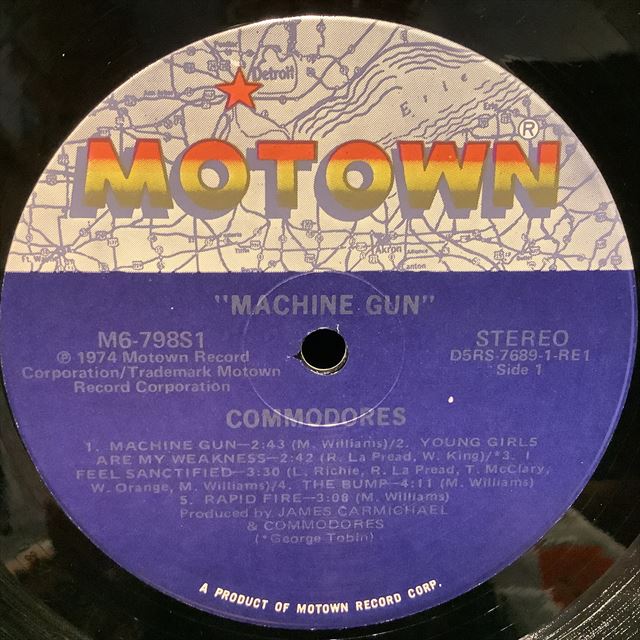 Detroit
Erie
MOTOWN®
Akron
Canton
"MACHINE GUN"
M6-798S1
℗ 1974 Motown Record
Corporation/Trademark Motown
Record Corporation
STEREO
D5RS-7689-1-RE1
Side 1
COMMODORES
1. MACHINE GUN—2:43 (M. Williams)/2. YOUNG GIRLS
ARE MY WEAKNESS—2:42 (R. La Pread, W. King)/*3. I
FEEL SANCTIFIED—3:30 (L. Richie, R. La Pread, T. McClary,
W. Orange, M. Williams)/4. THE BUMP—4:11 (M. Williams)
5. RAPID FIRE—3:08 (M. Williams)
Produced by JAMES CARMICHAEL
& COMMODORES
(*George Tobin)
A PRODUCT OF MOTOWN RECORD CORP.